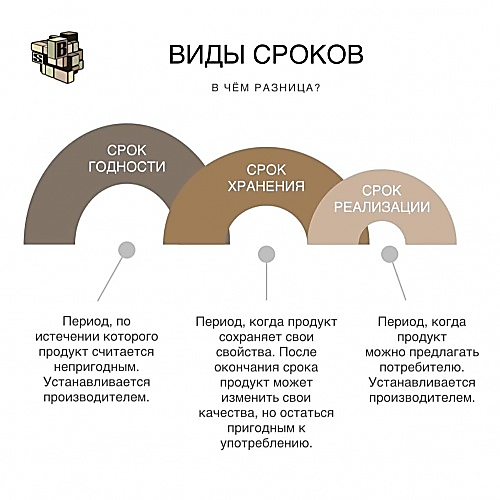 ВИДЫ СРОКОВ
В ЧЁМ РАЗНИЦА?
СРОК
ГОДНОСТИ
СРОК
ХРАНЕНИЯ
СРОК
РЕАЛИЗАЦИИ
Период, по
истечении которого
продукт считается
непригодным.
Устанавливается
производителем.
Период, когда продукт
сохраняет свои
свойства. После
окончания срока
продукт может
изменить свои
качества, но остаться
пригодным к
употреблению.
Период, когда
продукт
можно предлагать
потребителю.
Устанавливается
производителем.